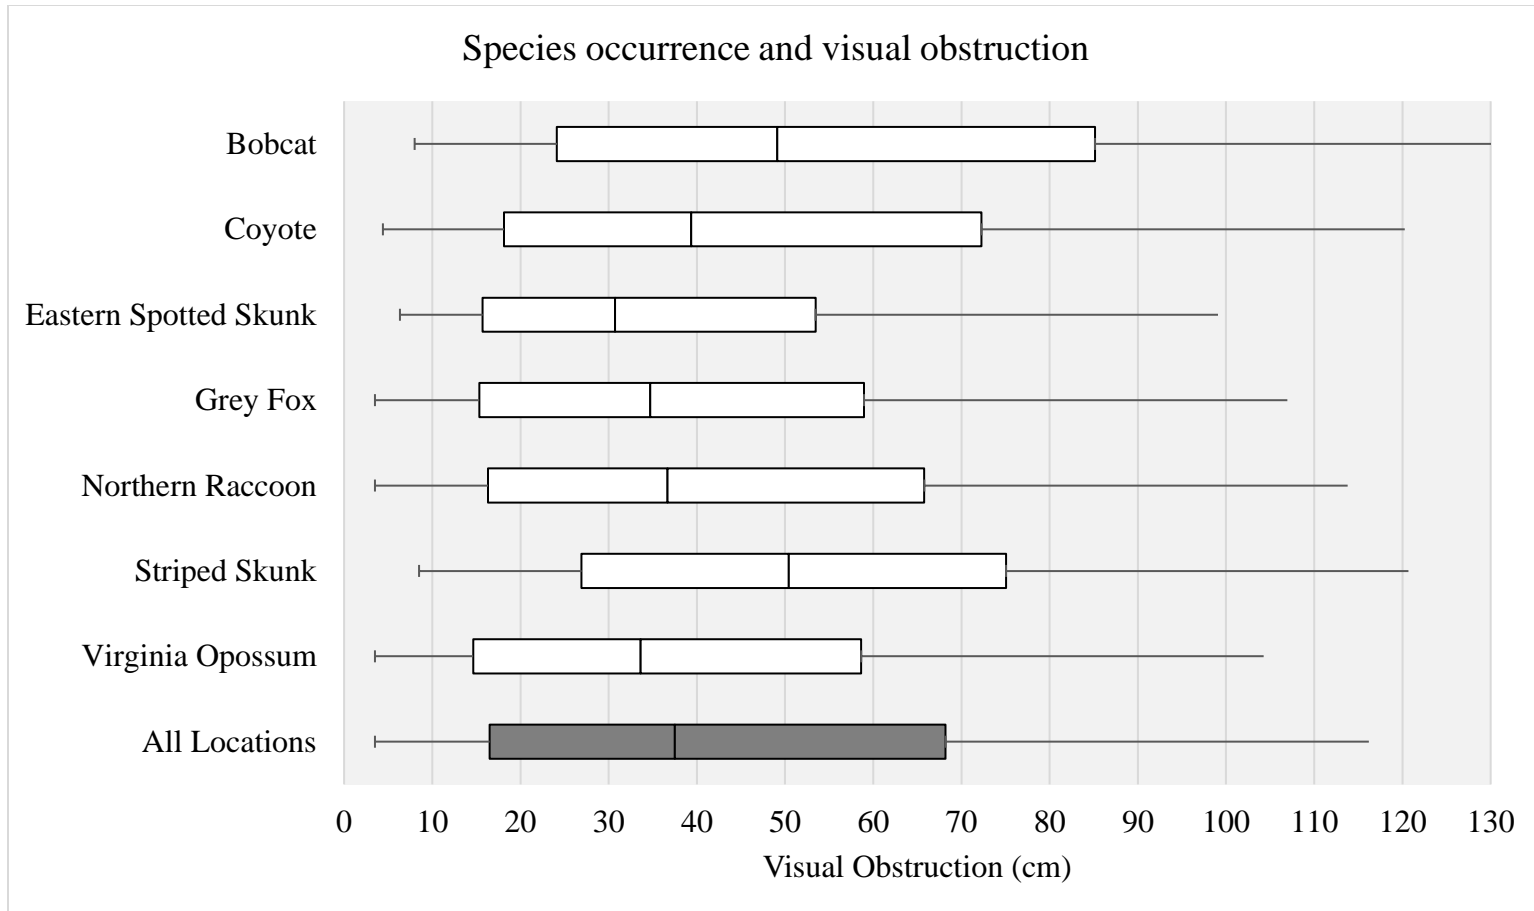 Species occurrence and visual obstruction
Bobcat
Coyote
Eastern Spotted Skunk
Grey Fox
Northern Raccoon
Striped Skunk
Virginia Opossum
All Locations
0 10 20 30 40 50 60 70 80 90 100 110 120 130
Visual Obstruction (cm)